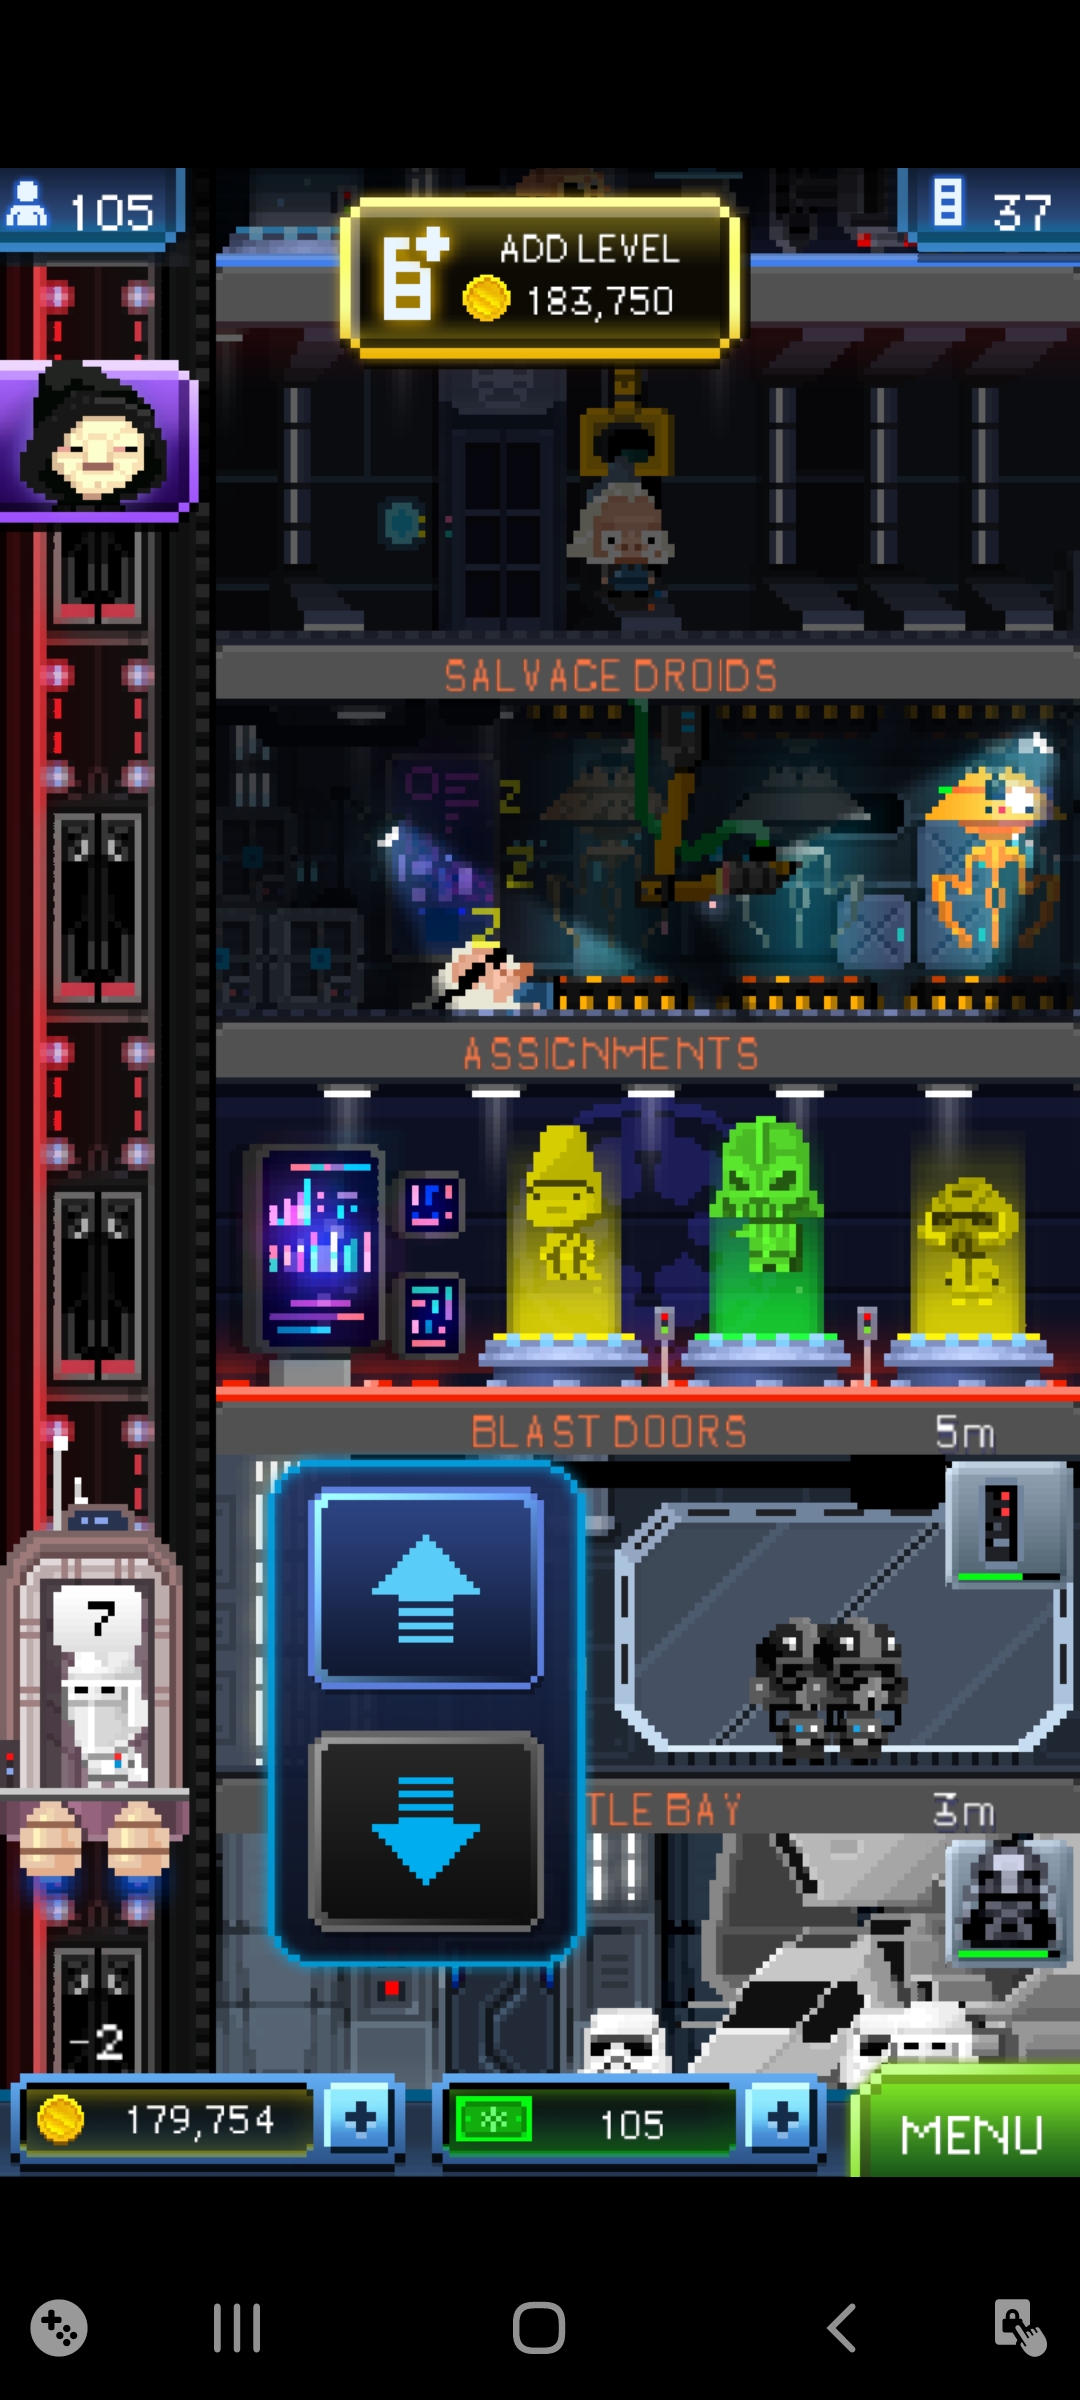 105
37
ADD LEVEL
183,750
SALVAGE DROIDS
Z
Z
Z
ASSIGNMENTS
BLAST DOORS 5m
7
TLE BAY 3m
-2
179,754
105
MENU